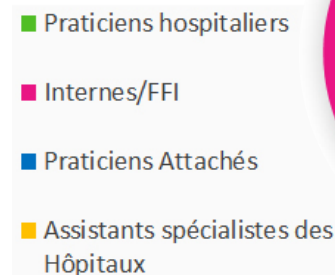 Praticiens hospitaliers
Internes/FFI
Praticiens Attachés
Assistants spécialistes des
Hôpitaux